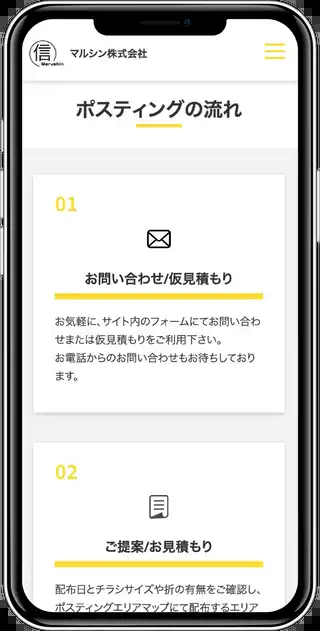 信
Marushin
マルシン株式会社
ポスティングの流れ
01
お問い合わせ/仮見積もり
お気軽に、サイト内のフォームにてお問い合わ
せまたは仮見積もりをご利用下さい。
お電話からのお問い合わせもお待ちしており
ます。
02
ご提案/お見積もり
配布日とチラシサイズや折の有無をご確認し、
ポスティングエリアマップにて配布するエリア